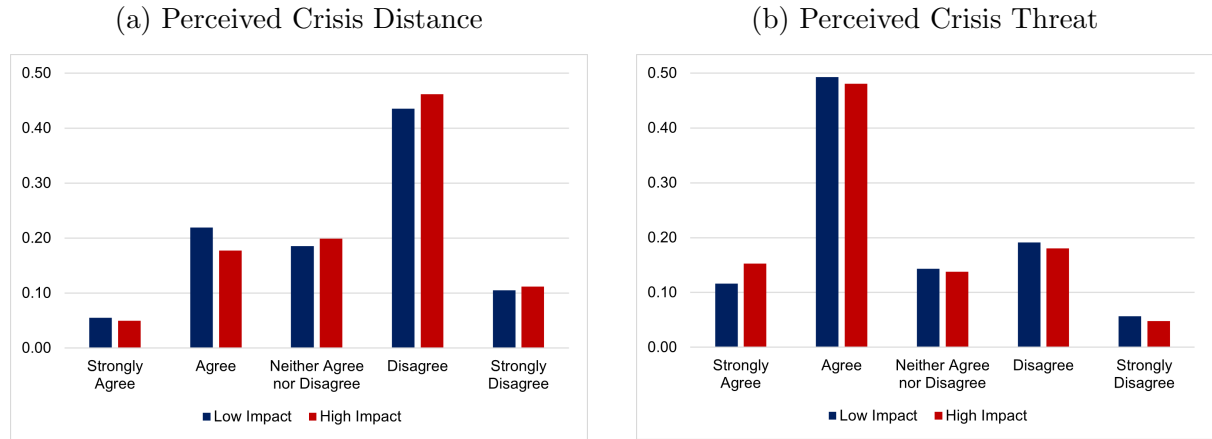 (a) Perceived Crisis Distance
0.50
0.40
0.30
0.20
0.10
0.00
Strongly
Agree
Agree
Neither Agree
nor Disagree
Disagree
Strongly
Disagree
Low Impact
High Impact
(b) Perceived Crisis Threat
0.50
0.40
0.30
0.20
0.10
0.00
Strongly
Agree
Agree
Neither Agree
nor Disagree
Disagree
Strongly
Disagree
Low Impact
High Impact